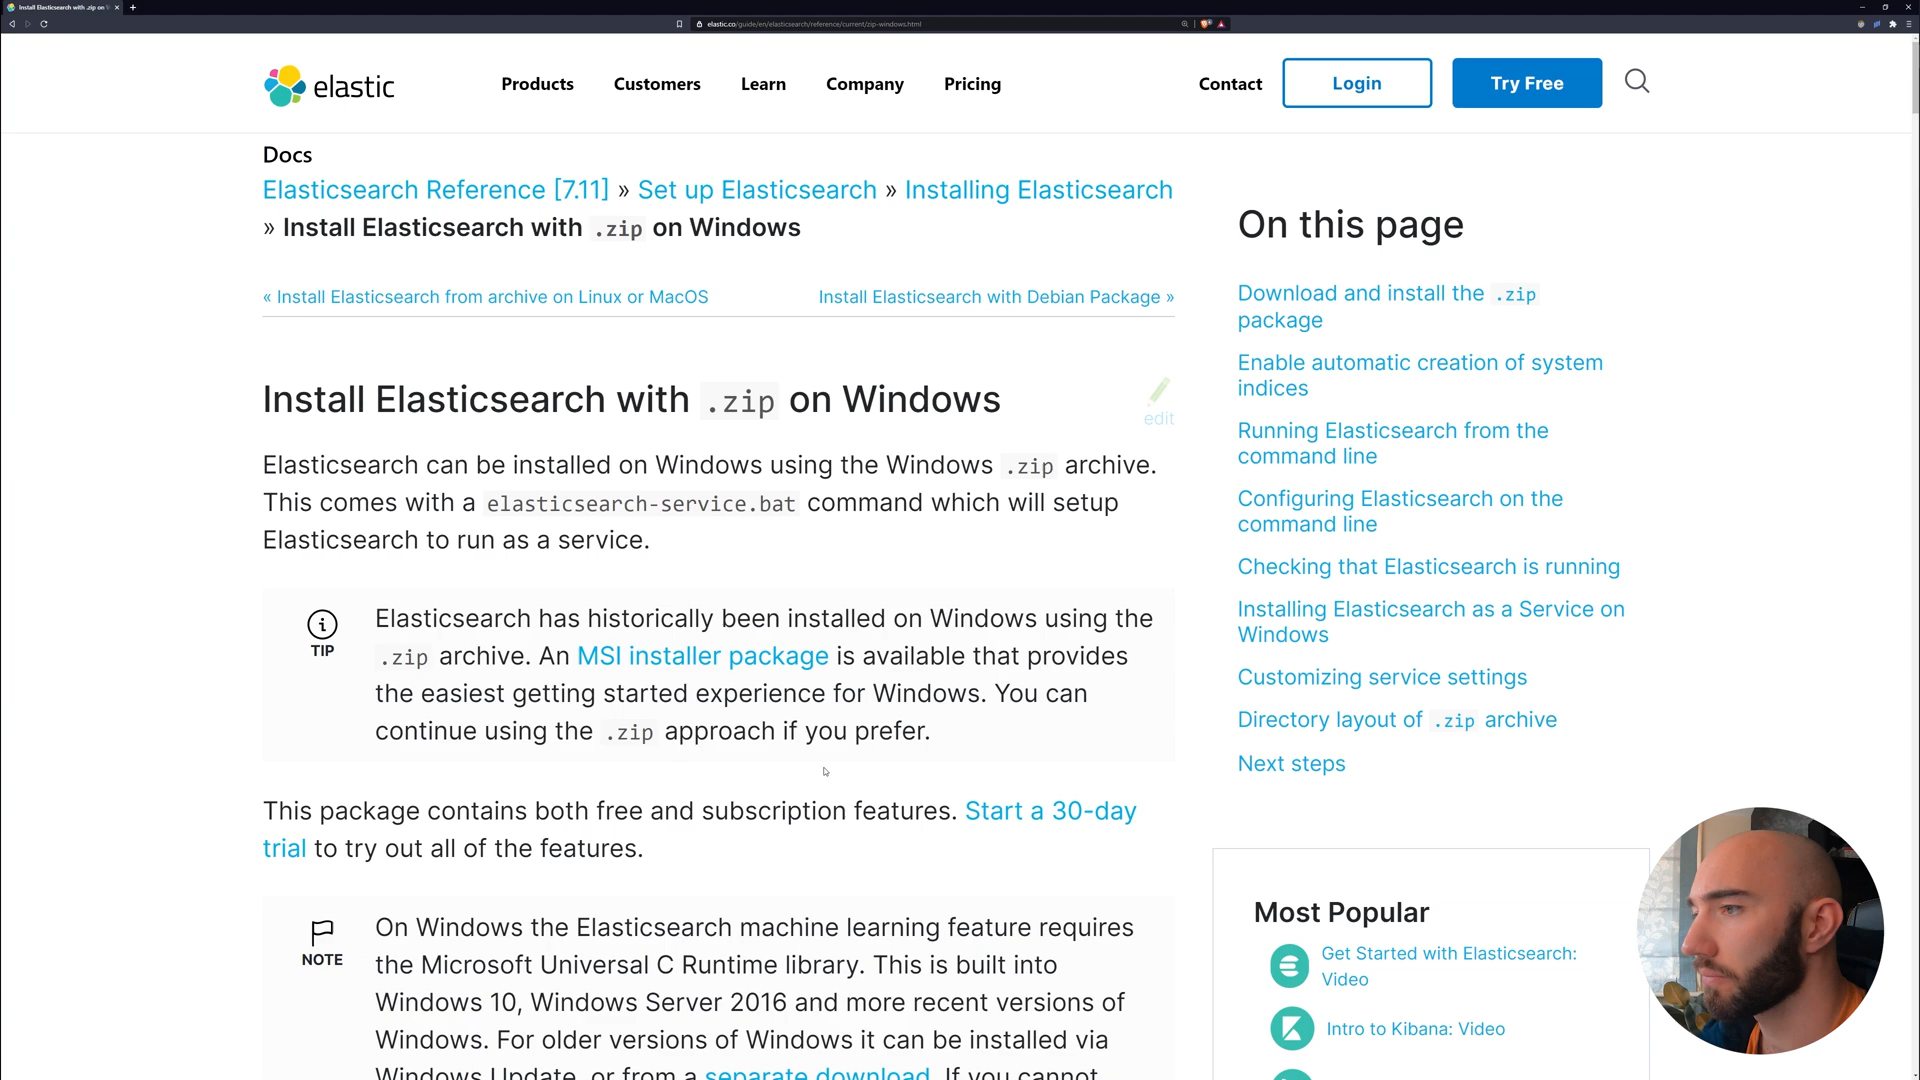 Install Elasticsearch with .zip on W
elastic.co/guide/en/elasticsearch/reference/current/zip-windows.html
elastic
Products
Customers
Learn
Company
Pricing
Contact
Login
Try Free
Docs
Elasticsearch Reference [7.11] » Set up Elasticsearch » Installing Elasticsearch
» Install Elasticsearch with .zip on Windows
« Install Elasticsearch from archive on Linux or MacOS
Install Elasticsearch with Debian Package »
Install Elasticsearch with .zip on Windows
edit
Elasticsearch can be installed on Windows using the Windows .zip archive.
This comes with a elasticsearch-service.bat command which will setup
Elasticsearch to run as a service.
TIP
Elasticsearch has historically been installed on Windows using the
.zip archive. An MSI installer package is available that provides
the easiest getting started experience for Windows. You can
continue using the .zip approach if you prefer.
This package contains both free and subscription features. Start a 30-day
trial to try out all of the features.
NOTE
On Windows the Elasticsearch machine learning feature requires
the Microsoft Universal C Runtime library. This is built into
Windows 10, Windows Server 2016 and more recent versions of
Windows. For older versions of Windows it can be installed via
Windows Update, or from a separate download. If you cannot
On this page
Download and install the .zip
package
Enable automatic creation of system
indices
Running Elasticsearch from the
command line
Configuring Elasticsearch on the
command line
Checking that Elasticsearch is running
Installing Elasticsearch as a Service on
Windows
Customizing service settings
Directory layout of .zip archive
Next steps
Most Popular
Get Started with Elasticsearch:
Video
Intro to Kibana: Video